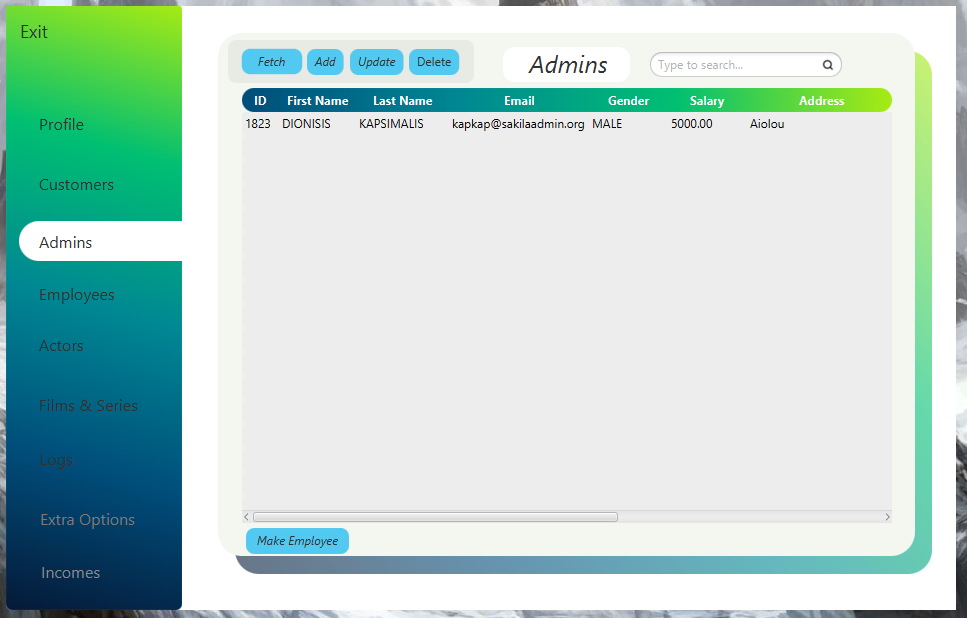 Exit
Profile
Customers
Admins
Employees
Actors
Films & Series
Logs
Extra Options
Incomes
Fetch Add Update Delete
Admins
Type to search...
ID First Name Last Name Email Gender Salary Address
1823 DIONISIS KAPSIMALIS kapkap@sakilaadmin.org MALE 5000.00 Aiolou
Make Employee